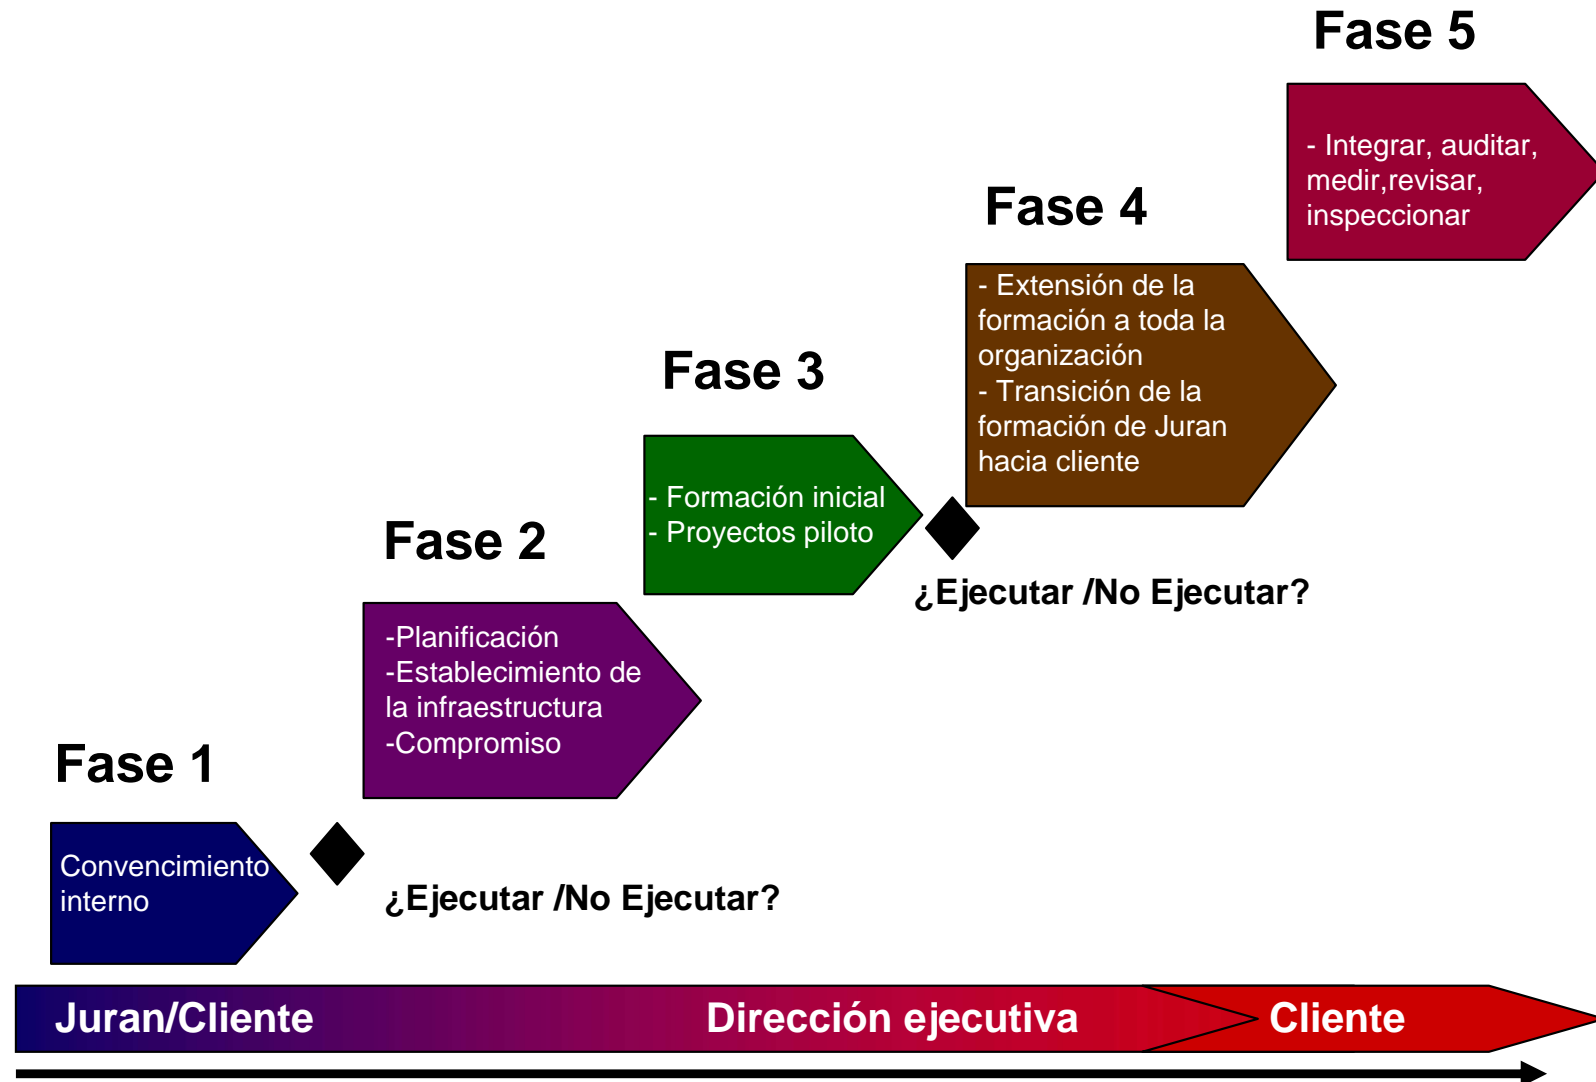 Fase 5
- Integrar, auditar,
medir,revisar,
inspeccionar
Fase 4
- Extensión de la
formación a toda la
organización
- Transición de la
formación de Juran
hacia cliente
Fase 3
- Formación inicial
- Proyectos piloto
¿Ejecutar /No Ejecutar?
Fase 2
-Planificación
-Establecimiento de
la infraestructura
-Compromiso
Fase 1
Convencimiento
interno
¿Ejecutar /No Ejecutar?
Juran/Cliente
Dirección ejecutiva
Cliente